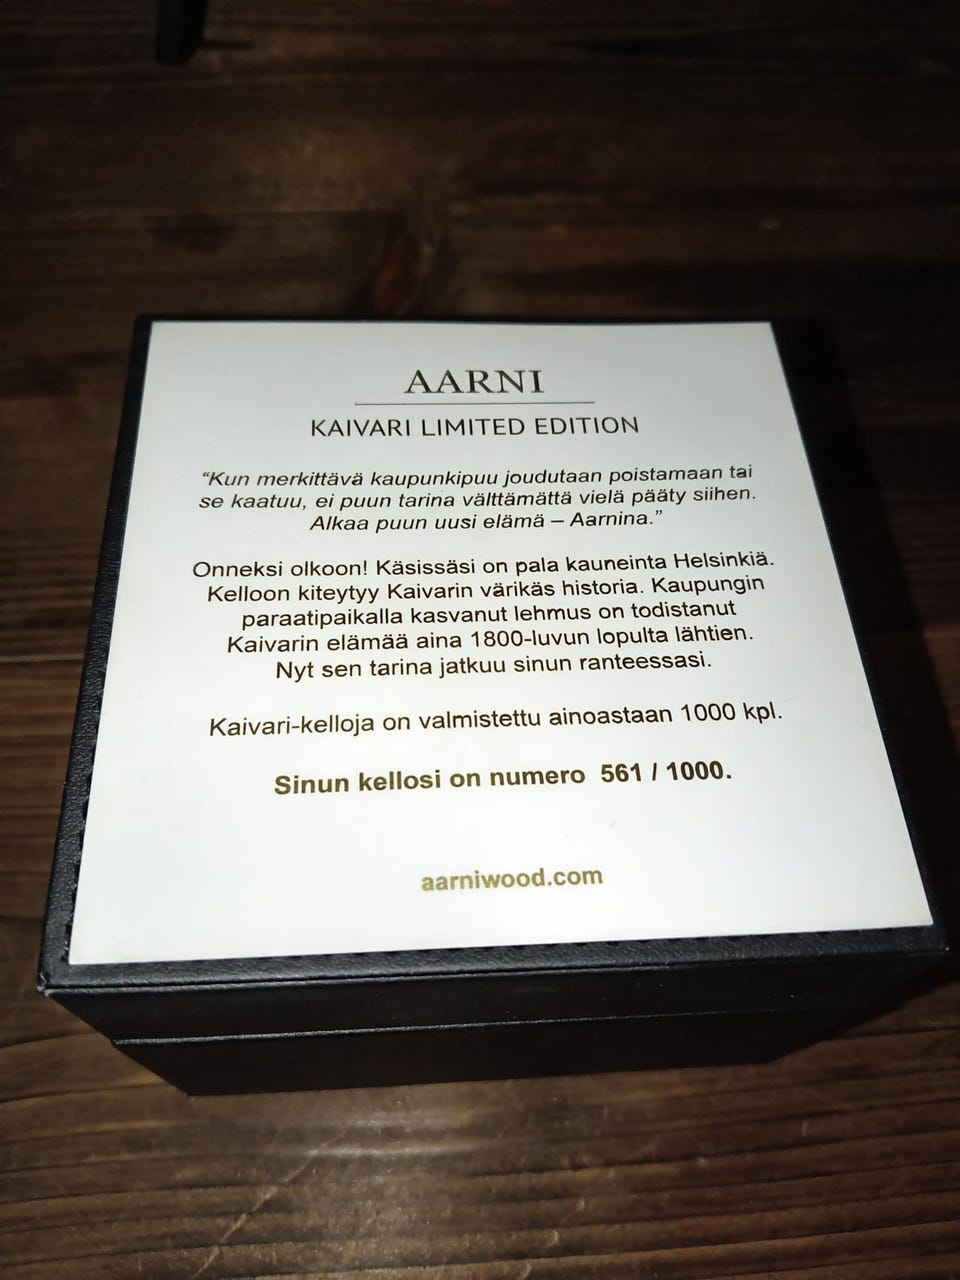 AARNI
KAIVARI LIMITED EDITION
“Kun merkittävä kaupunkipuu joudutaan poistamaan tai
se kaatuu, ei puun tarina välttämättä vielä pääty siihen.
Alkaa puun uusi elämä – Aarnina.”
Onneksi olkoon! Käsissäsi on pala kauneinta Helsinkiä.
Kelloon kiteytyy Kaivarin värikäs historia. Kaupungin
paraatipaikalla kasvanut lehmus on todistanut
Kaivarin elämää aina 1800-luvun lopulta lähtien.
Nyt sen tarina jatkuu sinun ranteessasi.
Kaivari-kelloja on valmistettu ainoastaan 1000 kpl.
Sinun kellosi on numero 561 / 1000.
aarniwood.com